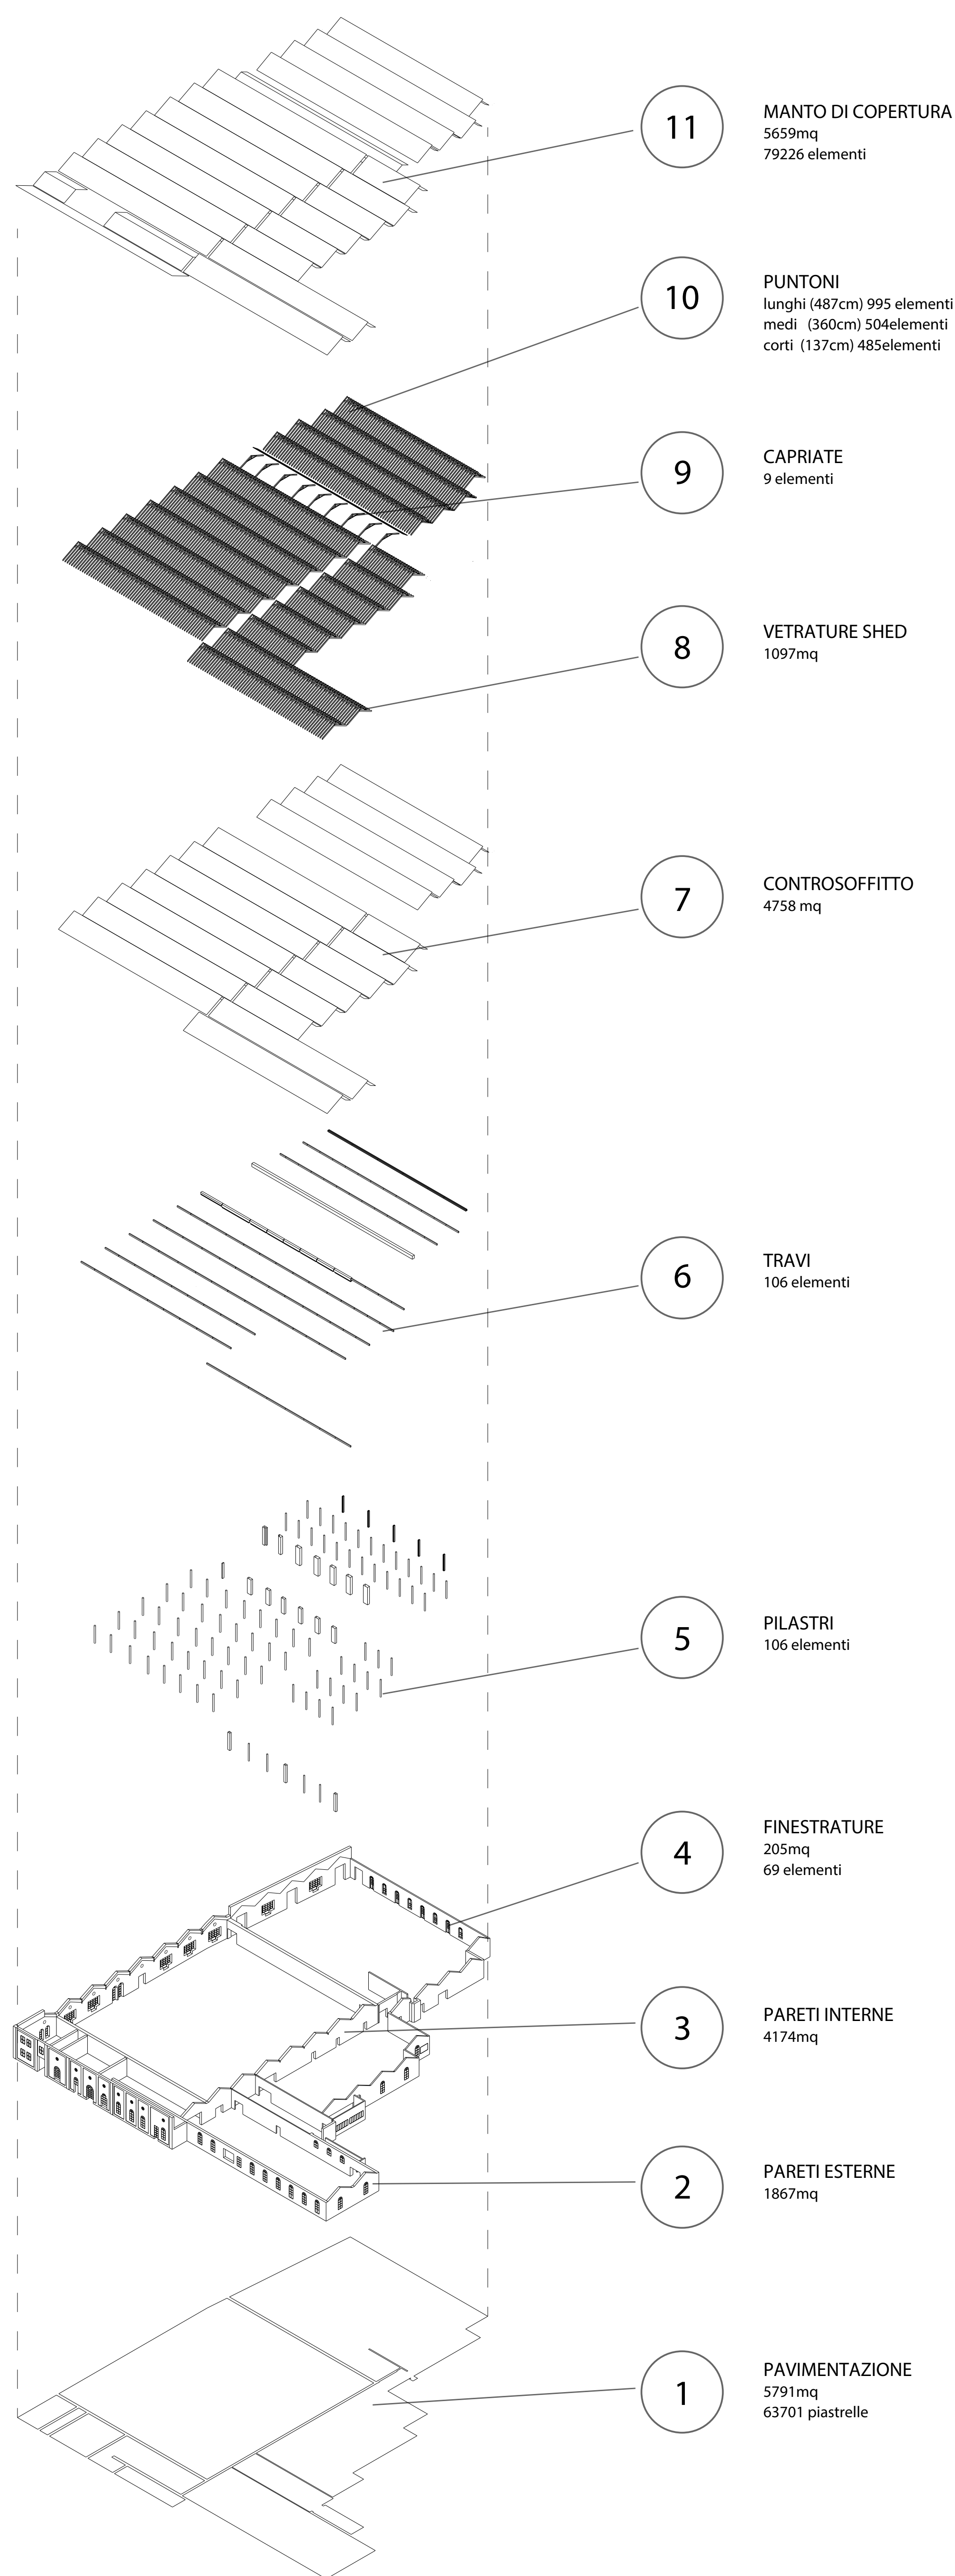 11
MANTO DI COPERTURA
5659mq
79226 elementi
10
PUNTONI
lunghi (487cm) 995 elementi
medi (360cm) 504elementi
corti (137cm) 485elementi
9
CAPRIATE
9 elementi
8
VETRATURE SHED
1097mq
7
CONTROSOFFITTO
4758 mq
6
TRAVI
106 elementi
5
PILASTRI
106 elementi
4
FINESTRATURE
205mq
69 elementi
3
PARETI INTERNE
4174mq
2
PARETI ESTERNE
1867mq
1
PAVIMENTAZIONE
5791mq
63701 piastrelle